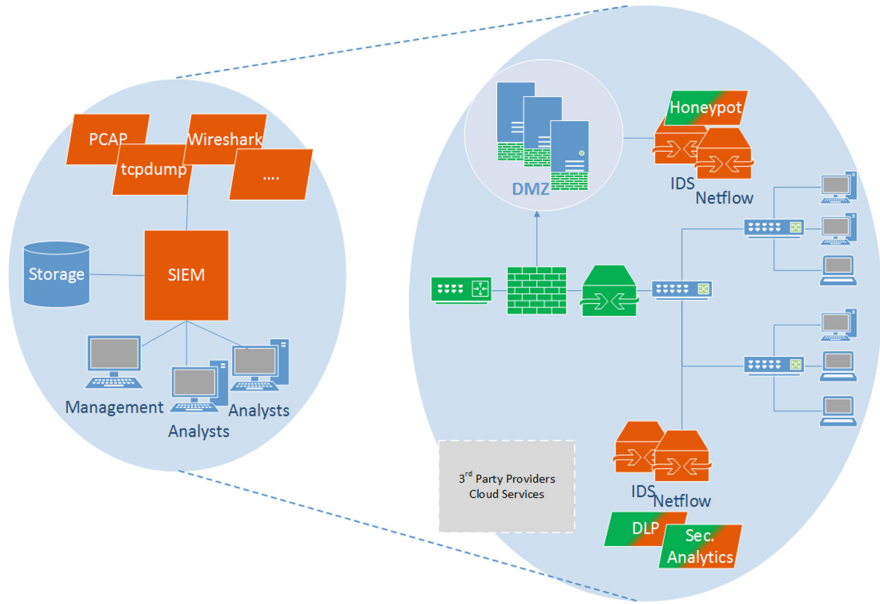 PCAP
Wireshark
tcpdump
....
Storage
SIEM
Management
Analysts
Analysts
DMZ
Honeypot
IDS
Netflow
3rd Party Providers
Cloud Services
IDS
Netflow
DLP
Sec.
Analytics